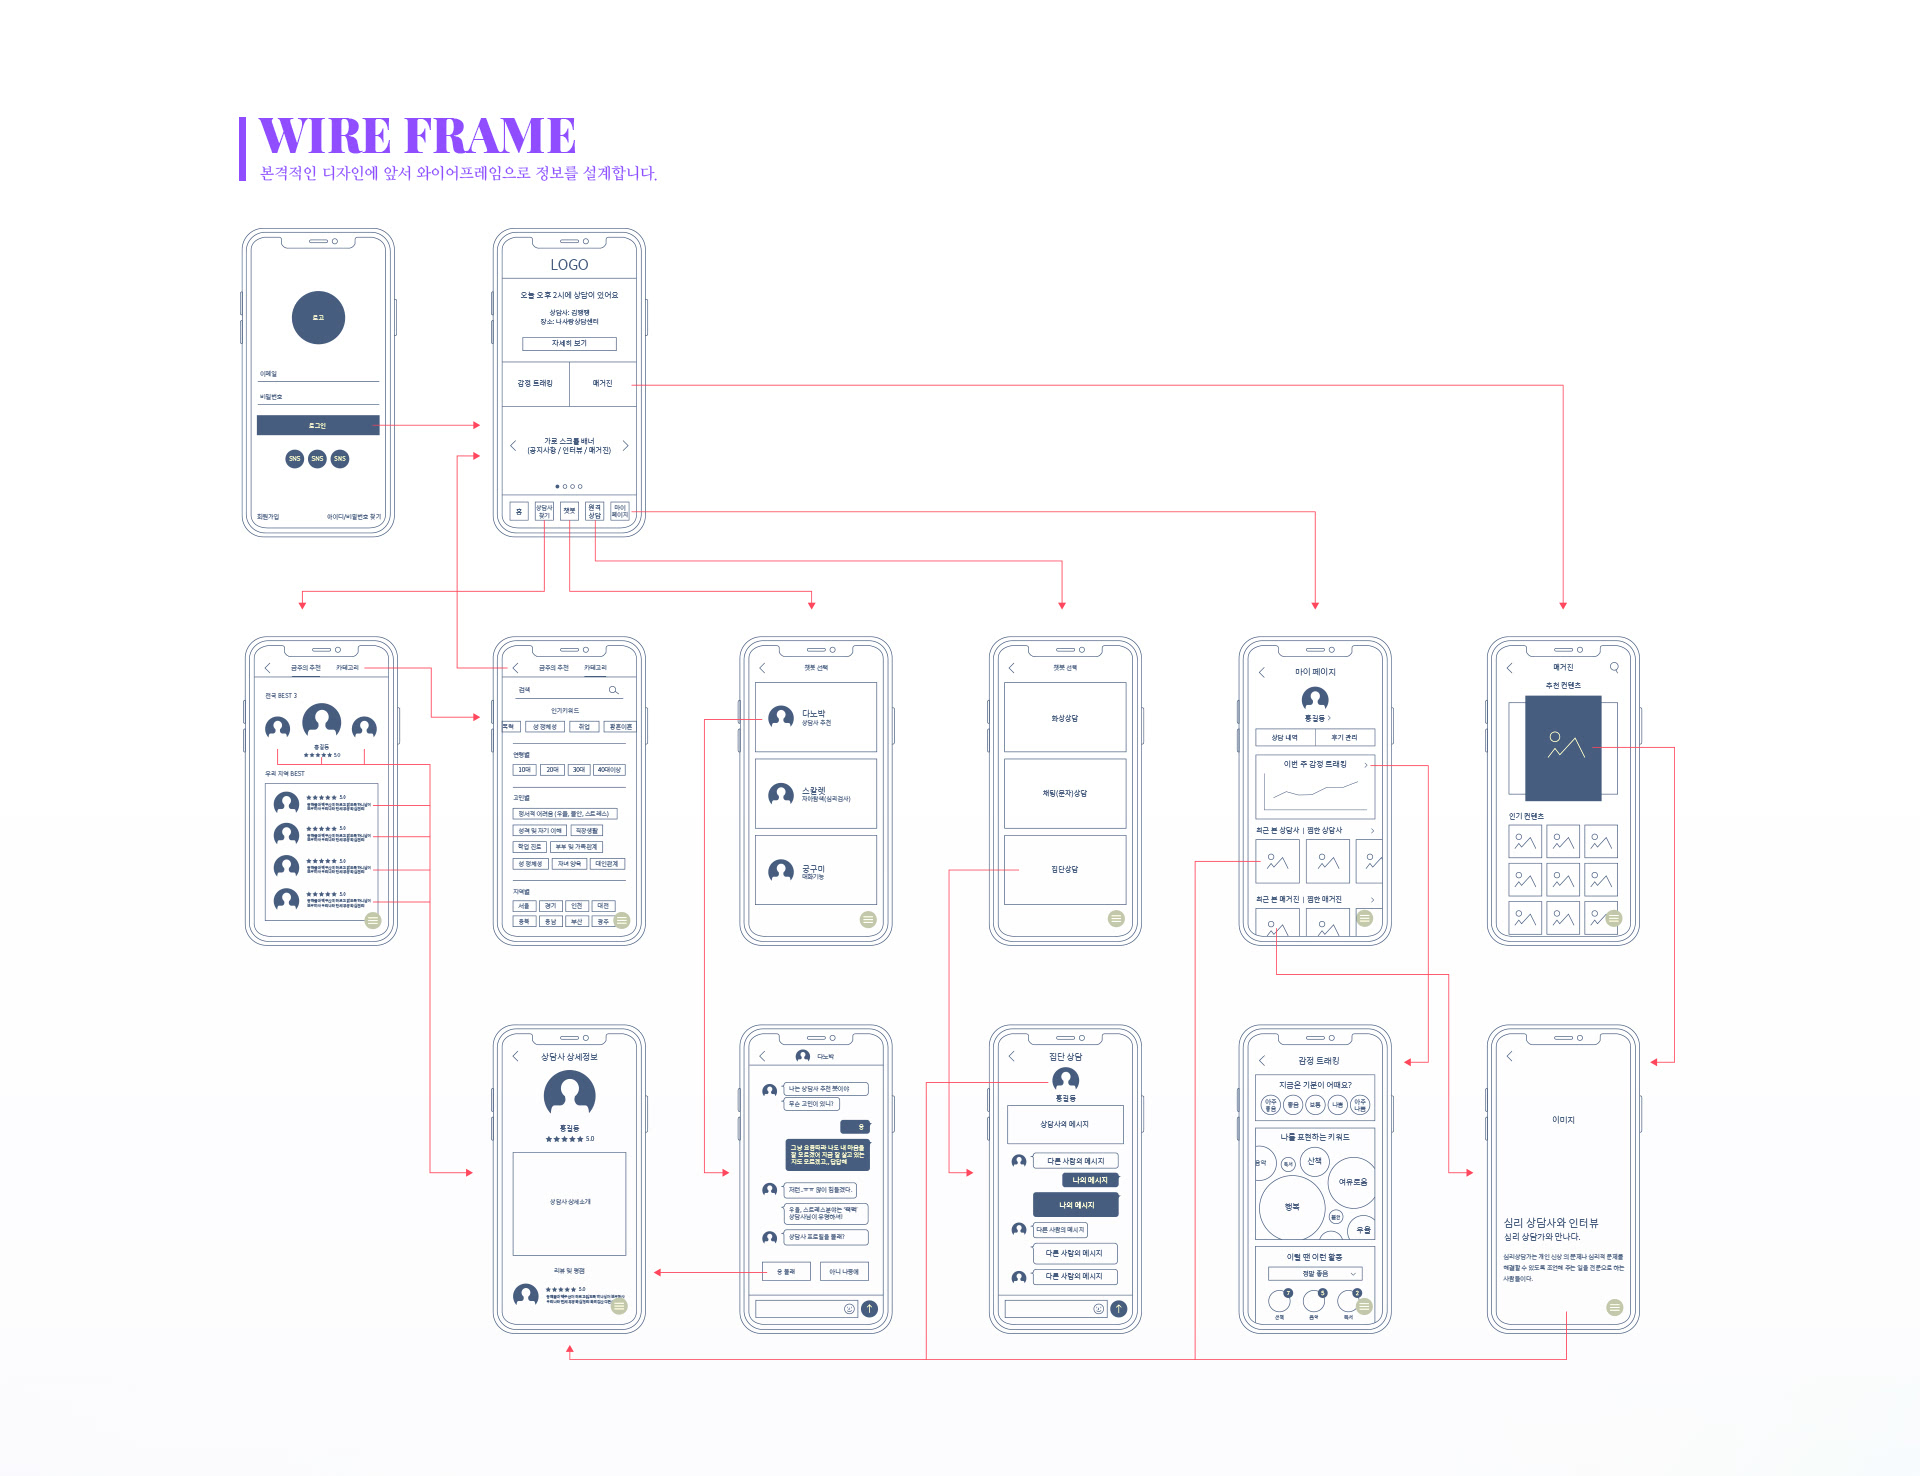 WIRE FRAME
본격적인 디자인에 앞서 와이어프레임으로 정보를 설계합니다.
로고
이메일
비밀번호
로그인
SNS SNS SNS
회원가입
아이디/비밀번호 찾기
LOGO
오늘 오후 2시에 상담이 있어요
상담사: 김땡땡
장소: 나사랑상담센터
자세히 보기
감정 트래킹
매거진
가로 스크롤 배너
(공지사항 / 인터뷰 / 매거진)
홈
상담사
찾기
챗봇
원격
상담
마이
페이지
금주의 추천
카테고리
전국 BEST 3
홍길동
★★★★★ 5.0
우리 지역 BEST
★★★★★ 5.0
★★★★★ 5.0
★★★★★ 5.0
★★★★★ 5.0
금주의 추천
카테고리
검색
인기키워드
성 정체성
취업
황혼이혼
연령별
10대
20대
30대
40대이상
고민별
정서적 어려움 (우울, 불안, 스트레스)
성격 및 자기 이해
직장생활
학업 진로
부부 및 가족관계
성 정체성
자녀 양육
대인관계
지역별
서울
경기
인천
대전
충북
충남
부산
광주
챗봇 선택
다노박
상담사 추천
스칼렛
자아탐색(심리검사)
궁구미
대화기능
챗봇 선택
화상상담
채팅(문자)상담
집단상담
마이 페이지
홍길동
상담 내역
후기 관리
이번 주 감정 트래킹
최근 본 상담사 | 찜한 상담사
최근 본 매거진 | 찜한 매거진
매거진
추천 컨텐츠
인기 컨텐츠
상담사 상세정보
홍길동
★★★★★ 5.0
상담사 상세소개
리뷰 및 평점
★★★★★ 5.0
다노박
나는 상담사 추천 봇이야
무슨 고민이 있니?
응
그냥 요즘따라 나도 내 마음을
잘 모르겠어 지금 잘 살고 있는
지도 모르겠고,, 답답해
저런..ㅠㅠ 많이 힘들겠다.
우울, 스트레스분야는 '땡땡'
상담사님이 유명하셔!
상담사 프로필을 볼래?
응 볼래
아니 나중에
집단 상담
홍길동
상담사의 메시지
다른 사람의 메시지
나의 메시지
나의 메시지
다른 사람의 메시지
다른 사람의 메시지
다른 사람의 메시지
감정 트래킹
지금은 기분이 어때요?
아주
좋음
좋음
보통
나쁨
아주
나쁨
나를 표현하는 키워드
독서
산책
여유로움
행복
불안
우울
이럴 땐 이런 활동
정말 좋음
7
5
2
산책
음악
독서
이미지
심리 상담사와 인터뷰
심리 상담가와 만나다.
심리상담가는 개인 신상 의 문제나 심리적 문제를
해결할 수 있도록 조언해 주는 일을 전문으로 하는
사람들이다.